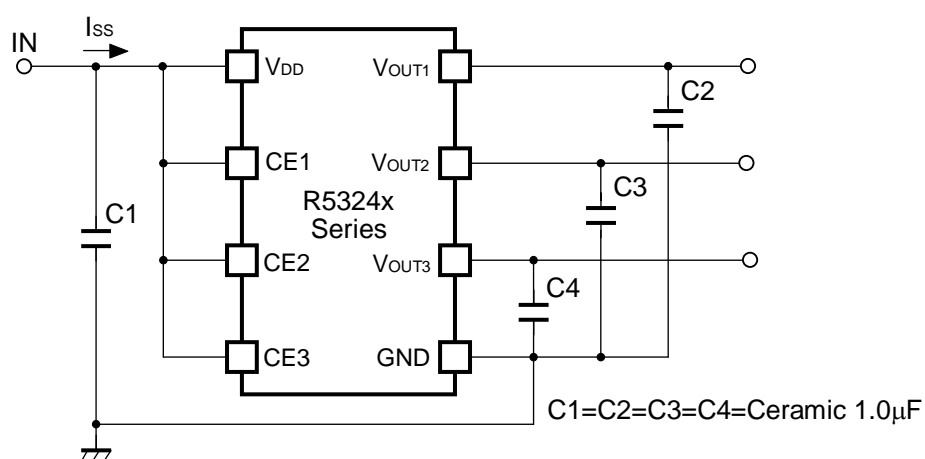 IN
ISS
VDD
VOUT1
C2
CE1
VOUT2
C3
R5324x
Series
C1
CE2
VOUT3
C4
CE3
GND
C1=C2=C3=C4=Ceramic 1.0μF